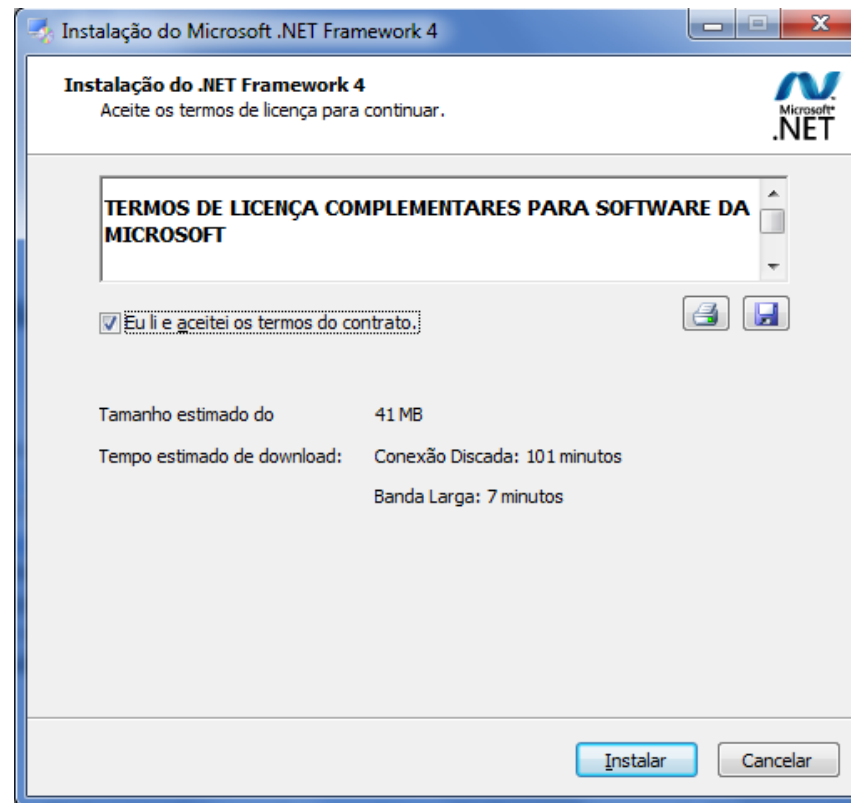 Instalação do Microsoft .NET Framework 4
Instalação do .NET Framework 4
Aceite os termos de licença para continuar.
Microsoft
.NET
TERMOS DE LICENÇA COMPLEMENTARES PARA SOFTWARE DA
MICROSOFT
Eu li e aceitei os termos do contrato.
Tamanho estimado do 41 MB
Tempo estimado de download: Conexão Discada: 101 minutos
Banda Larga: 7 minutos
Instalar Cancelar